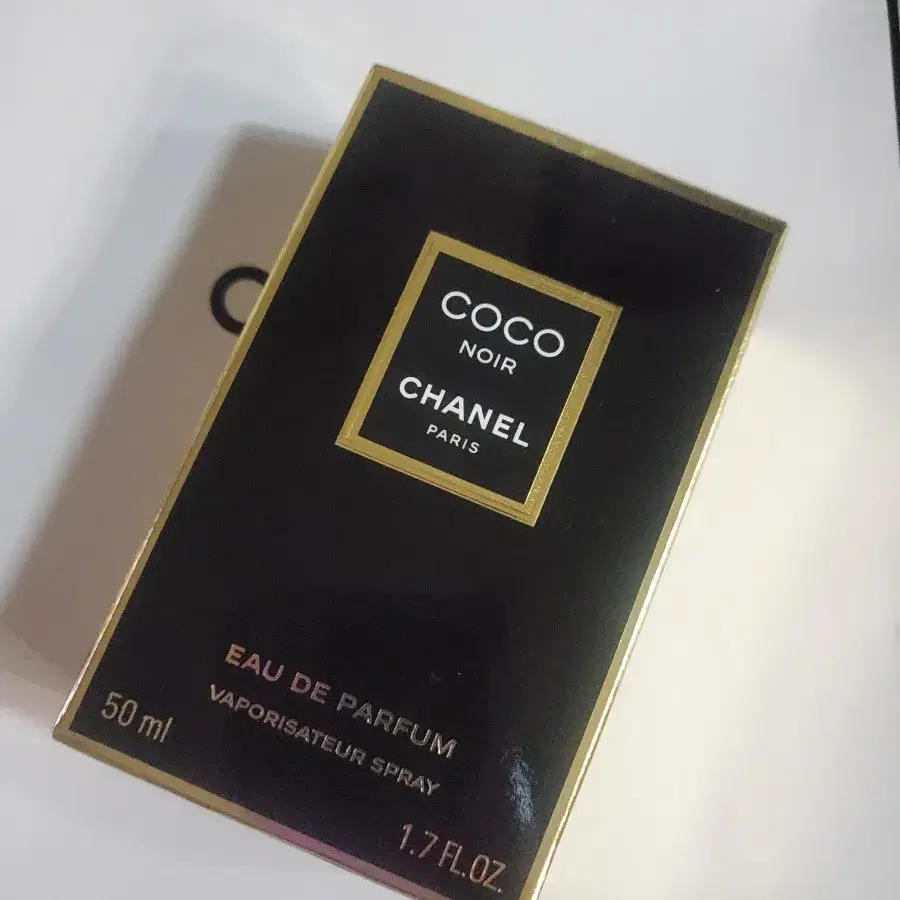 COCO
NOIR
CHANEL
PARIS
EAU DE PARFUM
VAPORISATEUR SPRAY
50 ml
1.7 FL.OZ.